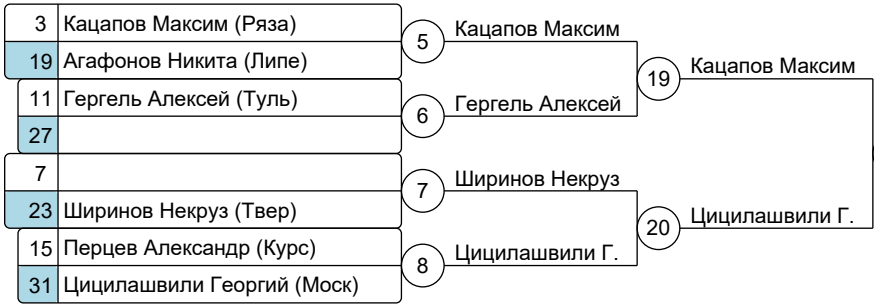 3 Кацапов Максим (Ряза)
19 Агафонов Никита (Липе)
5 Кацапов Максим
11 Гергель Алексей (Туль)
27
6 Гергель Алексей
19 Кацапов Максим
7
23 Ширинов Некруз (Твер)
7 Ширинов Некруз
15 Перцев Александр (Курс)
31 Цицилашвили Георгий (Моск)
8 Цицилашвили Г.
20 Цицилашвили Г.